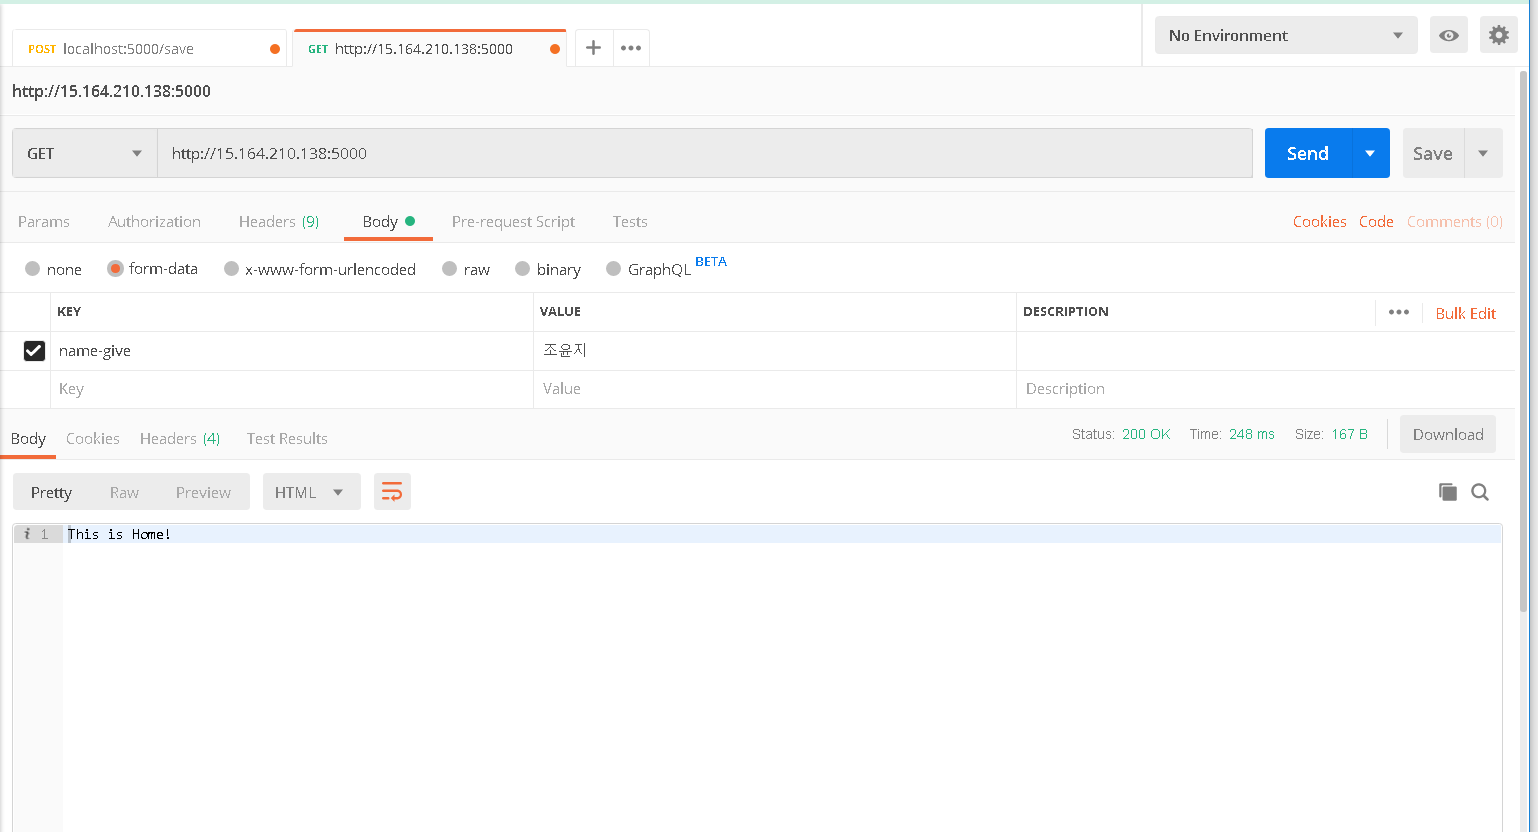 POST localhost:5000/save GET http://15.164.210.138:5000 No Environment
http://15.164.210.138:5000
GET http://15.164.210.138:5000 Send Save
Params Authorization Headers (9) Body Pre-request Script Tests Cookies Code Comments (0)
none form-data x-www-form-urlencoded raw binary GraphQL BETA
KEY VALUE DESCRIPTION Bulk Edit
name-give 조윤지
Key Value Description
Body Cookies Headers (4) Test Results Status: 200 OK Time: 248 ms Size: 167 B Download
Pretty Raw Preview HTML
i 1 This is Home!